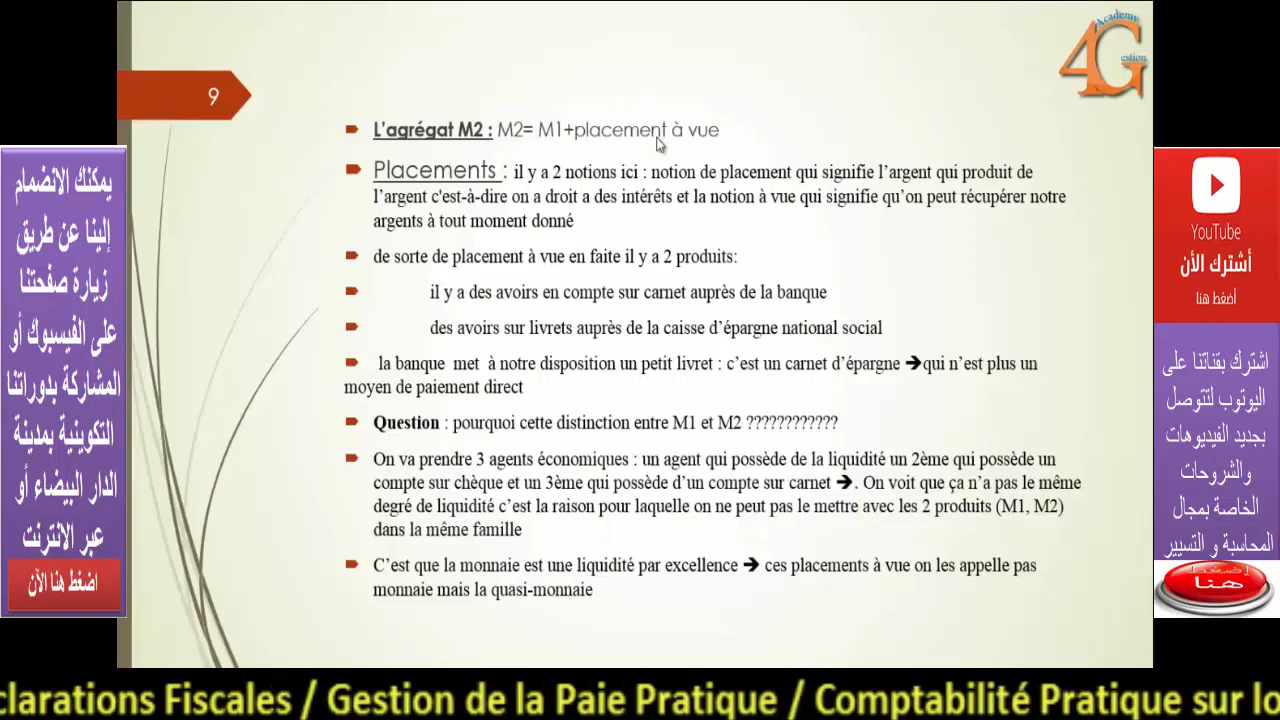 Academy
4G
estion
9
L'agrégat M2 : M2= M1+placement à vue
Placements : il y a 2 notions ici : notion de placement qui signifie l'argent qui produit de
l'argent c'est-à-dire on a droit a des intérêts et la notion à vue qui signifie qu'on peut récupérer notre
argents à tout moment donné
de sorte de placement à vue en faite il y a 2 produits:
il y a des avoirs en compte sur carnet auprès de la banque
des avoirs sur livrets auprès de la caisse d'épargne national social
la banque met à notre disposition un petit livret : c'est un carnet d'épargne ➔qui n'est plus un
moyen de paiement direct
Question : pourquoi cette distinction entre M1 et M2 ????????????
On va prendre 3 agents économiques : un agent qui possède de la liquidité un 2ème qui possède un
compte sur chèque et un 3ème qui possède d'un compte sur carnet ➔. On voit que ça n'a pas le même
degré de liquidité c'est la raison pour laquelle on ne peut pas le mettre avec les 2 produits (M1, M2)
dans la même famille
C'est que la monnaie est une liquidité par excellence ➔ ces placements à vue on les appelle pas
monnaie mais la quasi-monnaie
يمكنك الانضمام
إلينا عن طريق
زيارة صفحتنا
على الفيسبوك أو
المشاركة بدوراتنا
التكوينية بمدينة
الدار البيضاء أو
عبر الانترنت
اضغط هنا الآن
YouTube
أشترك الأن
أضغط هنا
اشترك بقناتنا على
اليوتوب لتتوصل
بجديد الفيديوهات
والشروحات
الخاصة بمجال
المحاسبة و التسيير
إضغط
هنا
clarations Fiscales / Gestion de la Paie Pratique / Comptabilité Pratique sur lo